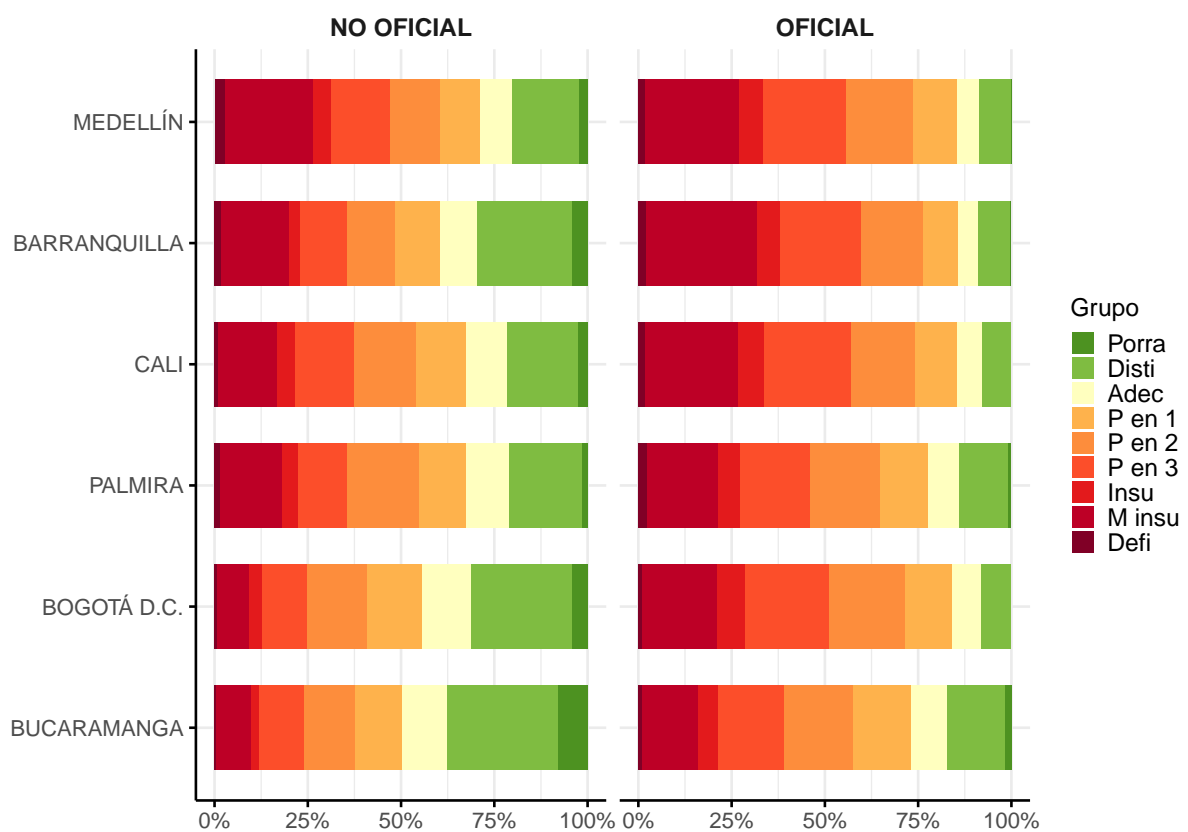 NO OFICIAL
OFICIAL
MEDELLÍN
BARRANQUILLA
CALI
PALMIRA
BOGOTÁ D.C.
BUCARAMANGA
0% 25% 50% 75% 100% 0% 25% 50% 75% 100%
Grupo
Porra
Disti
Adec
P en 1
P en 2
P en 3
Insu
M insu
Defi